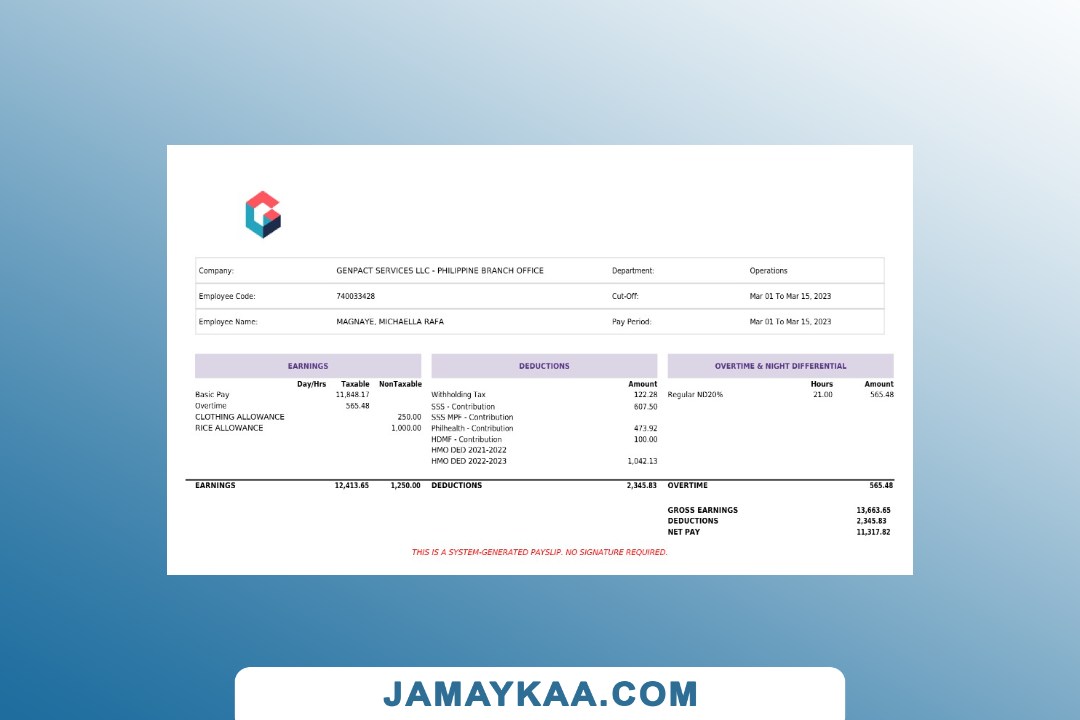 Company: GENPACT SERVICES LLC - PHILIPPINE BRANCH OFFICE Department: Operations
Employee Code: 740033428 Cut-Off: Mar 01 To Mar 15, 2023
Employee Name: MAGNAYE, MICHAELLA RAFA Pay Period: Mar 01 To Mar 15, 2023
EARNINGS DEDUCTIONS OVERTIME & NIGHT DIFFERENTIAL
Day/Hrs Taxable NonTaxable Amount Hours Amount
Basic Pay 11,848.17 Withholding Tax 122.28 Regular ND20% 21.00 565.48
Overtime 565.48 SSS - Contribution 607.50
CLOTHING ALLOWANCE 250.00 SSS MPF - Contribution
RICE ALLOWANCE 1,000.00 Philhealth - Contribution 473.92
HDMF - Contribution 100.00
HMO DED 2021-2022
HMO DED 2022-2023 1,042.13
EARNINGS 12,413.65 1,250.00 DEDUCTIONS 2,345.83 OVERTIME 565.48
GROSS EARNINGS 13,663.65
DEDUCTIONS 2,345.83
NET PAY 11,317.82
THIS IS A SYSTEM-GENERATED PAYSLIP. NO SIGNATURE REQUIRED.
JAMAYKAA.COM